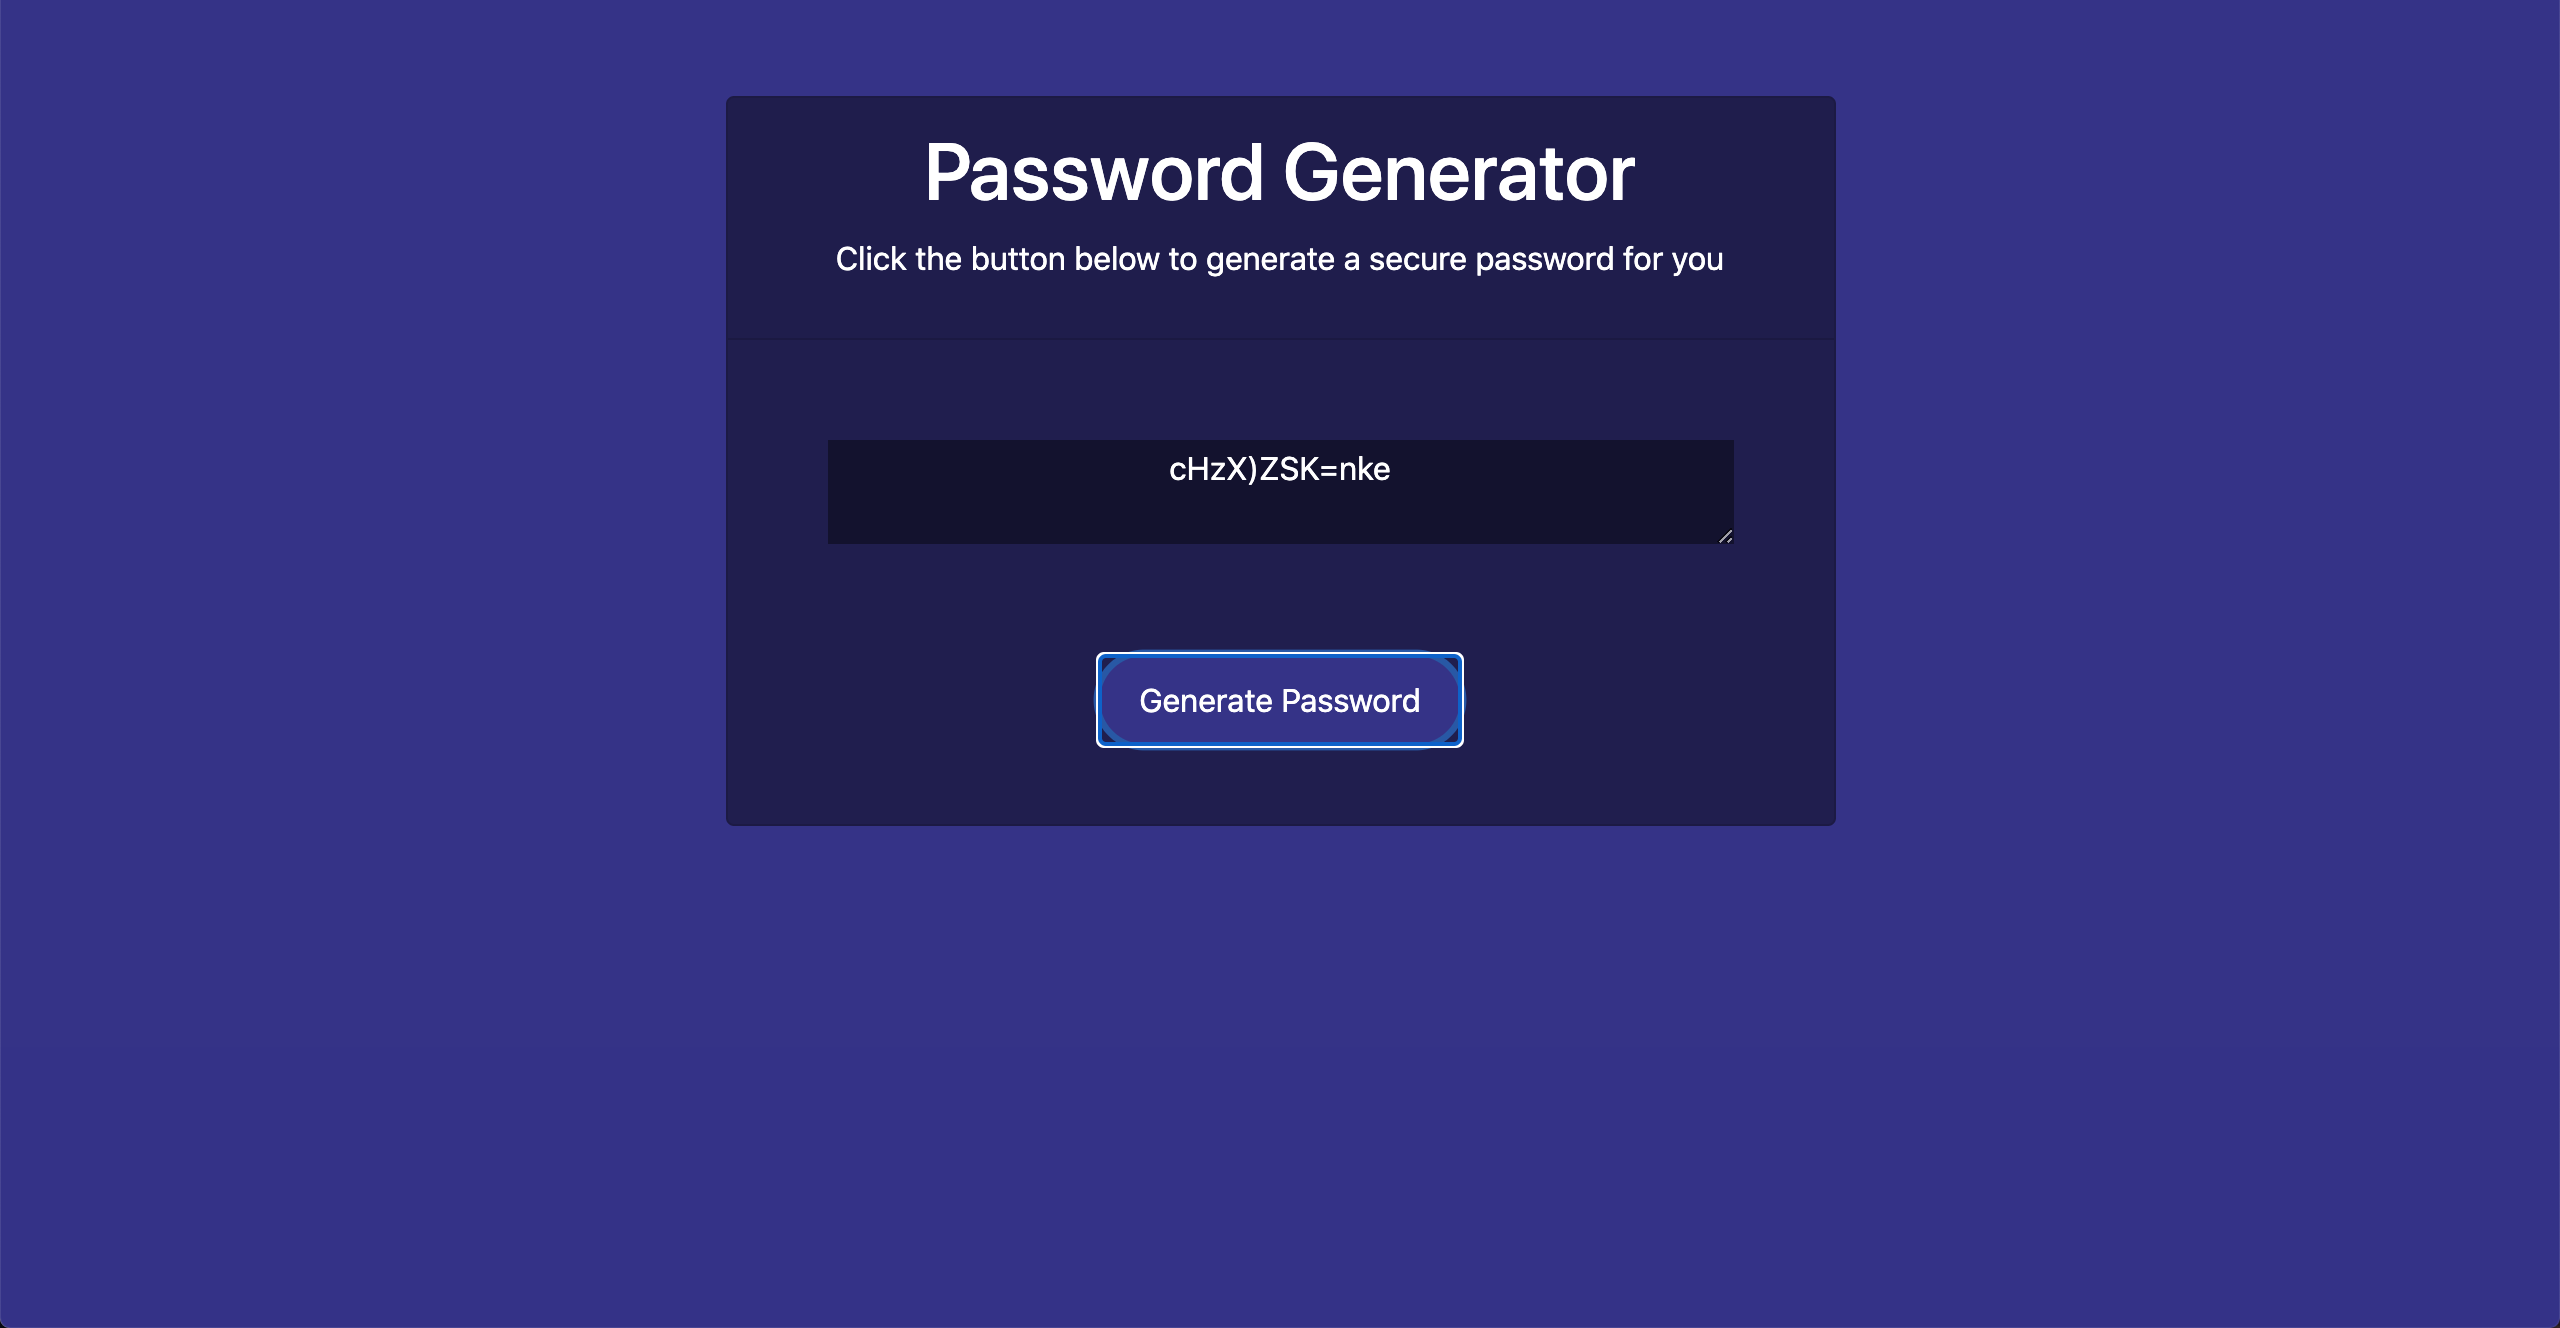 Password Generator
Click the button below to generate a secure password for you
cHzX)ZSK=nke
Generate Password